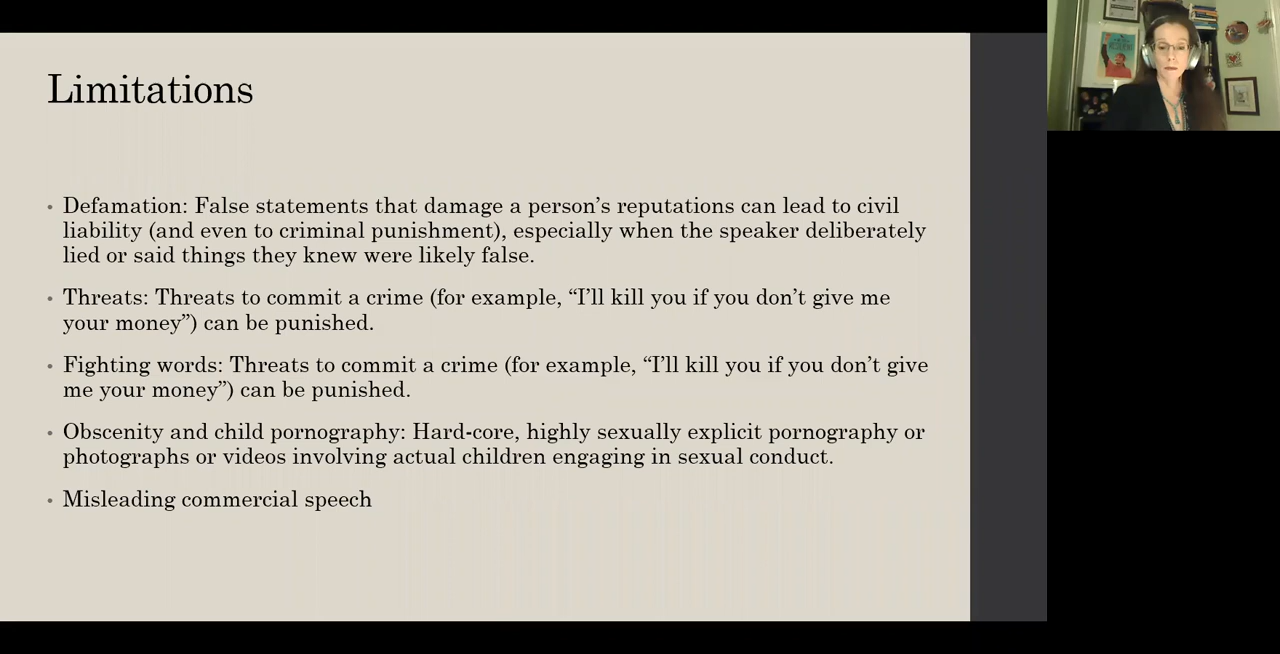 Limitations
• Defamation: False statements that damage a person’s reputations can lead to civil
liability (and even to criminal punishment), especially when the speaker deliberately
lied or said things they knew were likely false.
• Threats: Threats to commit a crime (for example, “I’ll kill you if you don’t give me
your money”) can be punished.
• Fighting words: Threats to commit a crime (for example, “I’ll kill you if you don’t give
me your money”) can be punished.
• Obscenity and child pornography: Hard-core, highly sexually explicit pornography or
photographs or videos involving actual children engaging in sexual conduct.
• Misleading commercial speech